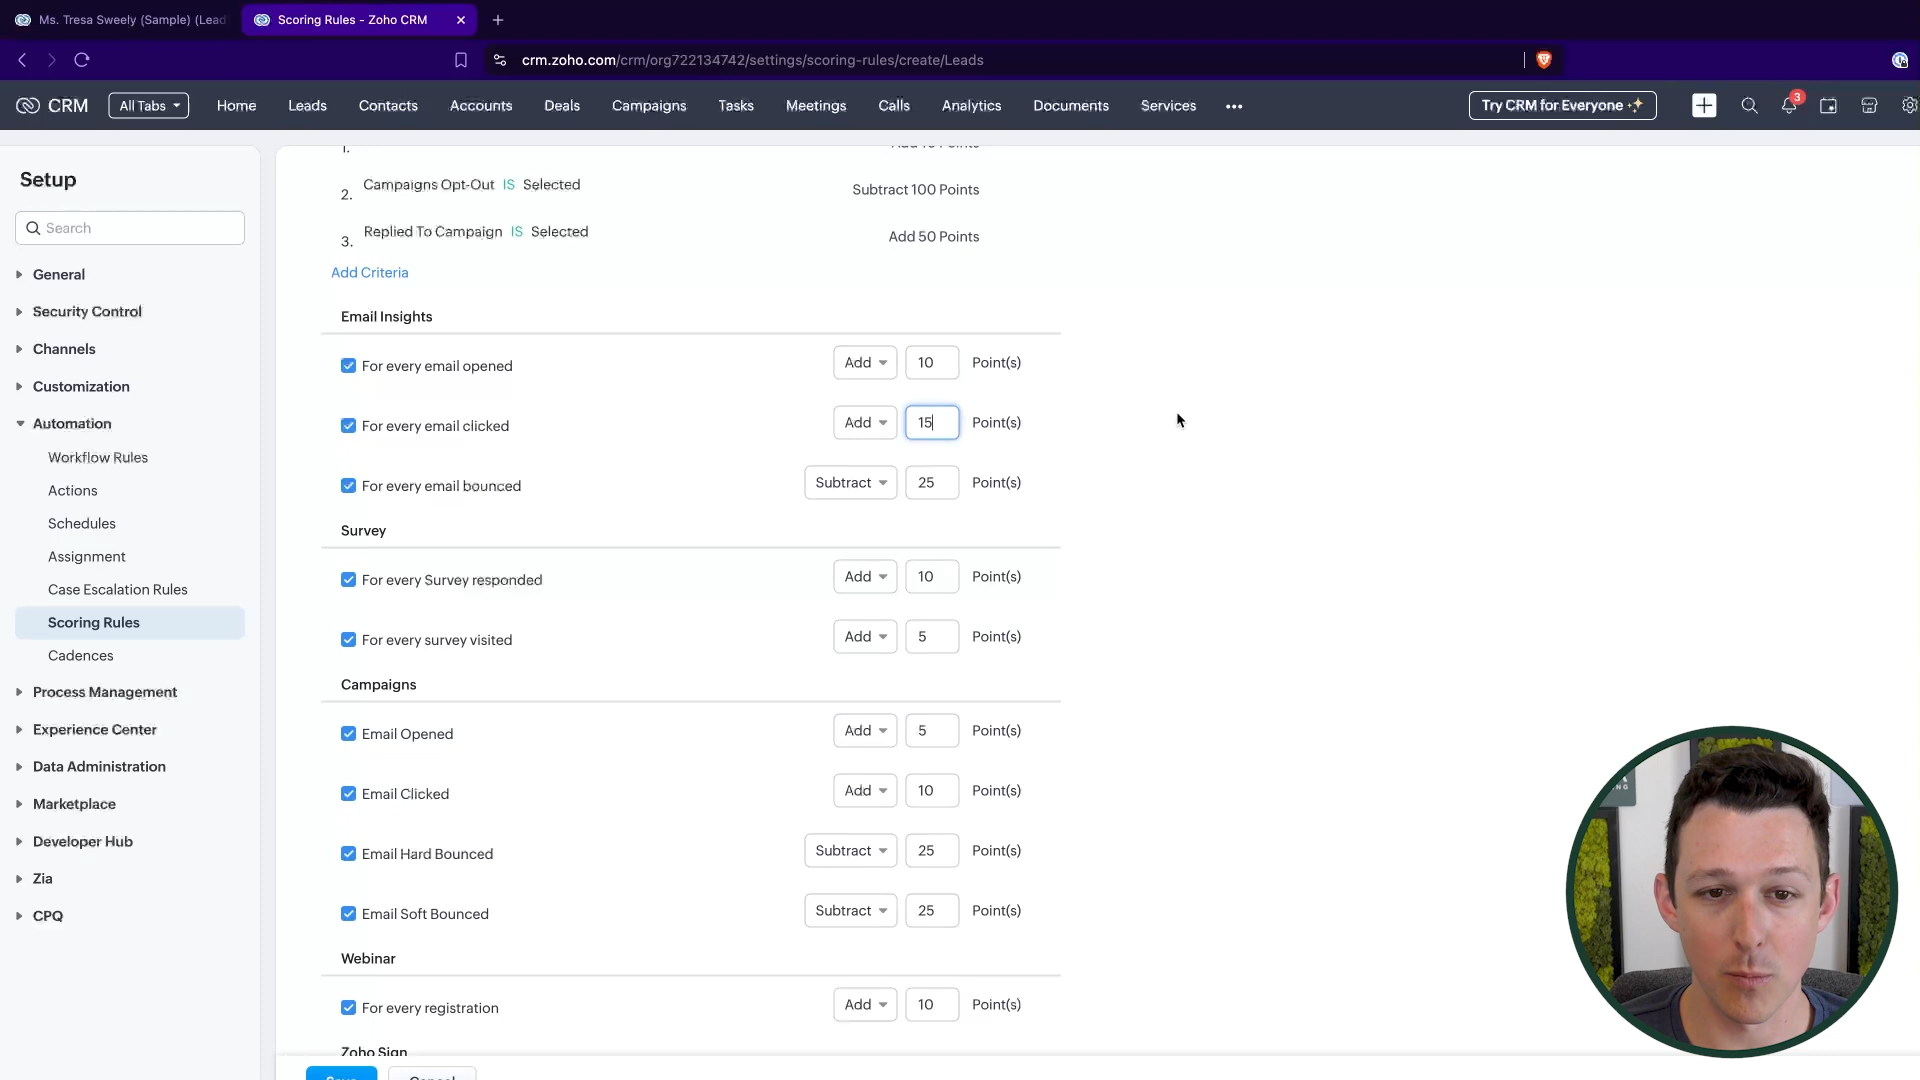 Ms. Tresa Sweely (Sample) (Lead
Scoring Rules - Zoho CRM
crm.zoho.com/crm/org722134742/settings/scoring-rules/create/Leads
CRM
All Tabs
Home
Leads
Contacts
Accounts
Deals
Campaigns
Tasks
Meetings
Calls
Analytics
Documents
Services
Try CRM for Everyone
3
Setup
Search
General
Security Control
Channels
Customization
Automation
Workflow Rules
Actions
Schedules
Assignment
Case Escalation Rules
Scoring Rules
Cadences
Process Management
Experience Center
Data Administration
Marketplace
Developer Hub
Zia
CPQ
1.
2. Campaigns Opt-Out IS Selected Subtract 100 Points
3. Replied To Campaign IS Selected Add 50 Points
Add Criteria
Email Insights
For every email opened Add 10 Point(s)
For every email clicked Add 15 Point(s)
For every email bounced Subtract 25 Point(s)
Survey
For every Survey responded Add 10 Point(s)
For every survey visited Add 5 Point(s)
Campaigns
Email Opened Add 5 Point(s)
Email Clicked Add 10 Point(s)
Email Hard Bounced Subtract 25 Point(s)
Email Soft Bounced Subtract 25 Point(s)
Webinar
For every registration Add 10 Point(s)
Zoho Sign
Save Cancel